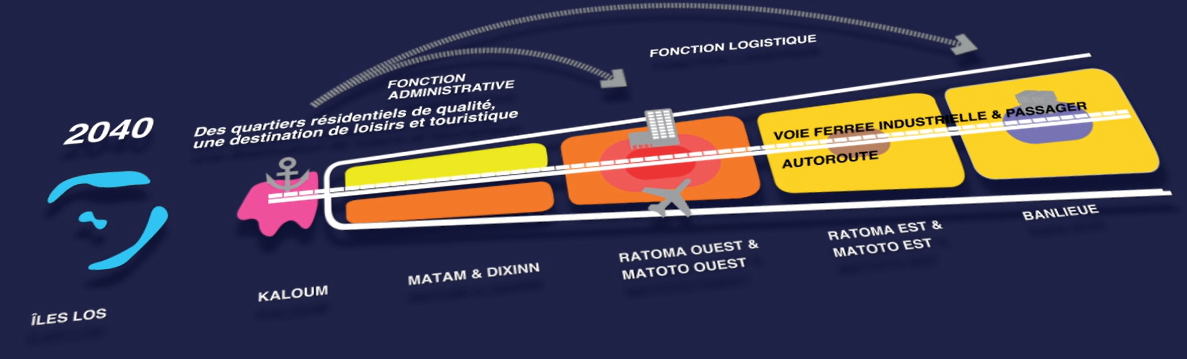 FONCTION LOGISTIQUE
FONCTION
ADMINISTRATIVE
2040
Des quartiers résidentiels de qualité,
une destination de loisirs et touristique
VOIE FERREE INDUSTRIELLE & PASSAGER
AUTOROUTE
ÎLES LOS
KALOUM
MATAM & DIXINN
RATOMA OUEST &
MATOTO OUEST
RATOMA EST &
MATOTO EST
BANLIEUE